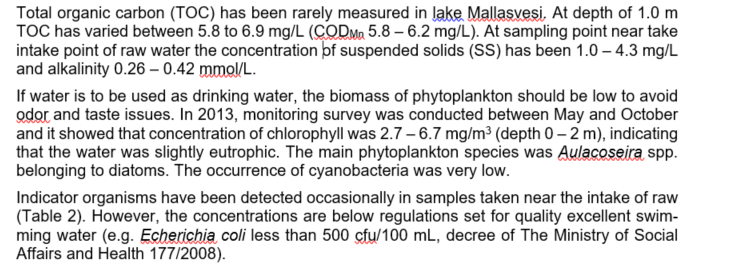 Total organic carbon (TOC) has been rarely measured in lake Mallasvesi. At depth of 1.0 m
TOC has varied between 5.8 to 6.9 mg/L (CODMn 5.8 – 6.2 mg/L). At sampling point near take
intake point of raw water the concentration of suspended solids (SS) has been 1.0 – 4.3 mg/L
and alkalinity 0.26 – 0.42 mmol/L.
If water is to be used as drinking water, the biomass of phytoplankton should be low to avoid
odor and taste issues. In 2013, monitoring survey was conducted between May and October
and it showed that concentration of chlorophyll was 2.7 – 6.7 mg/m³ (depth 0 – 2 m), indicating
that the water was slightly eutrophic. The main phytoplankton species was Aulacoseira spp.
belonging to diatoms. The occurrence of cyanobacteria was very low.
Indicator organisms have been detected occasionally in samples taken near the intake of raw
(Table 2). However, the concentrations are below regulations set for quality excellent swim-
ming water (e.g. Echerichia coli less than 500 cfu/100 mL, decree of The Ministry of Social
Affairs and Health 177/2008).